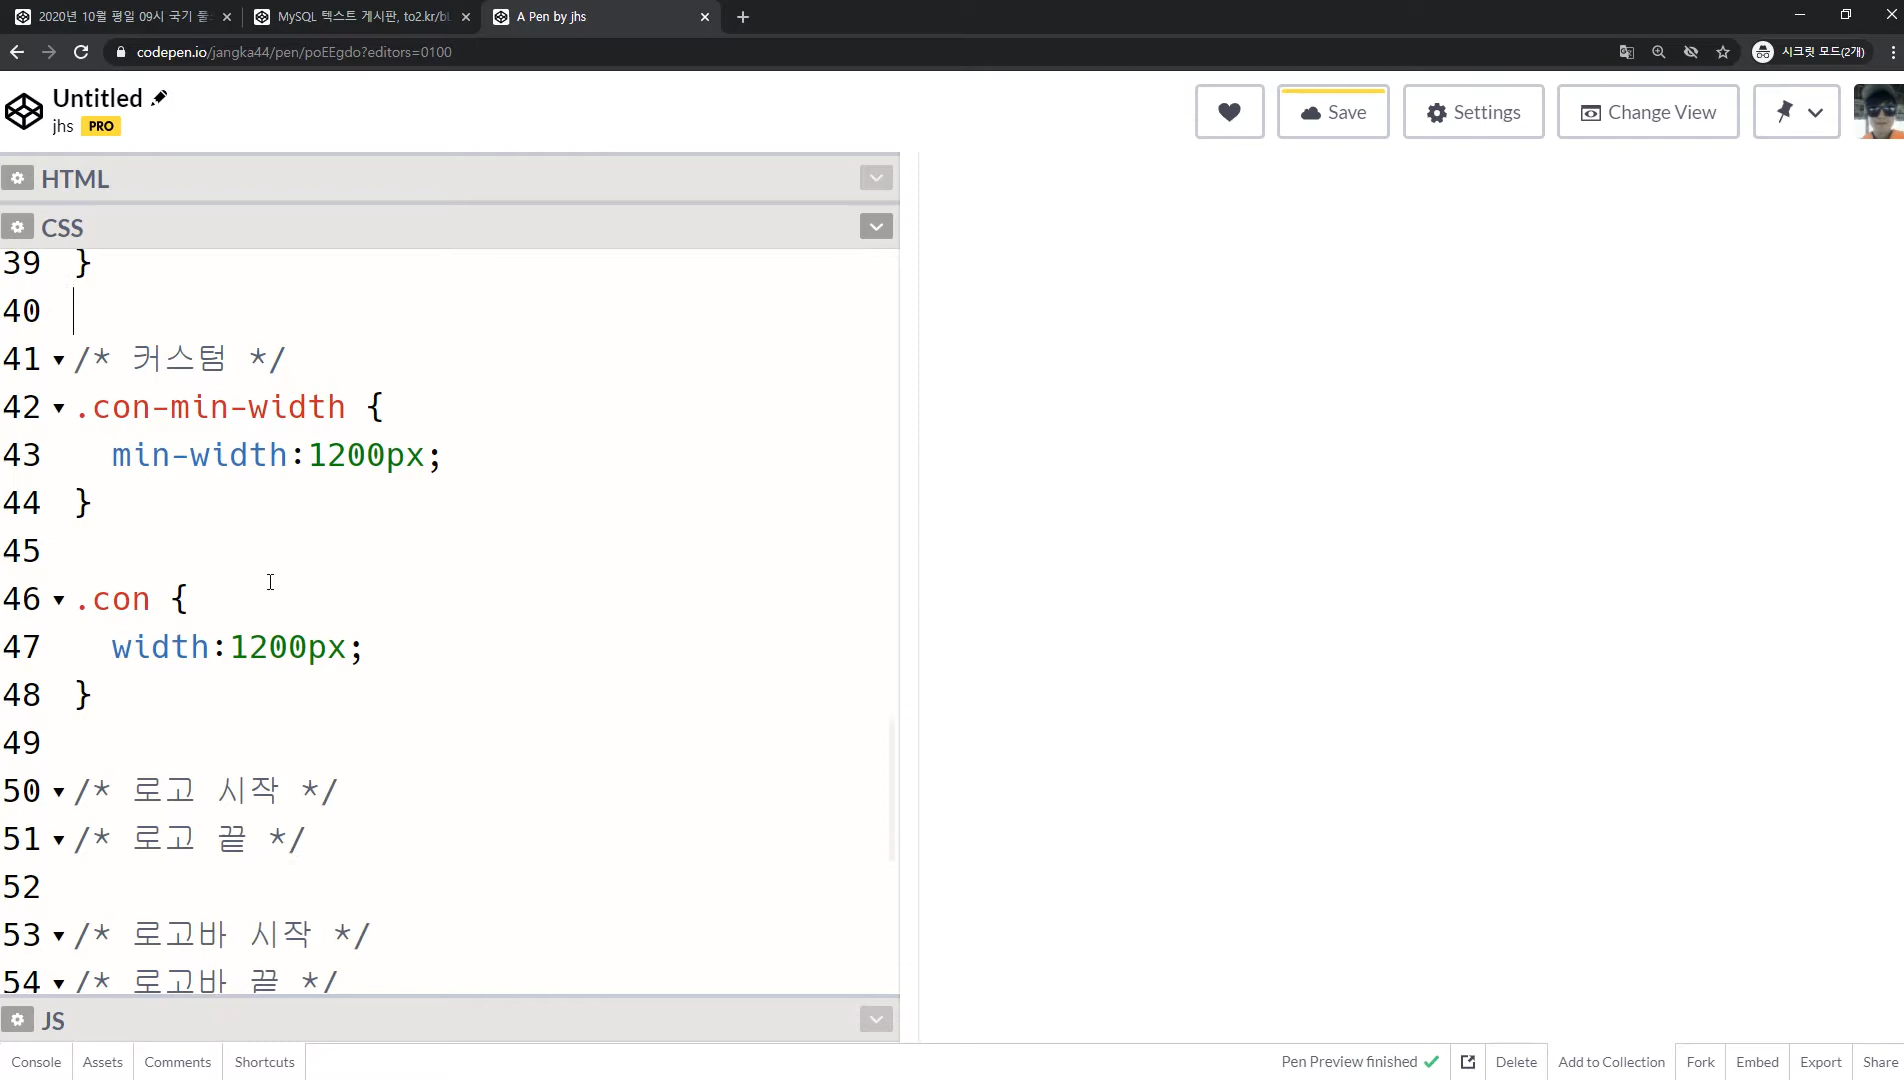 2020년 10월 평일 09시 국기 풀
MySQL 텍스트 게시판, to2.kr/b
A Pen by jhs
codepen.io/jangka44/pen/poEEgdo?editors=0100
시크릿 모드(2개)
Untitled
jhs PRO
Save
Settings
Change View
HTML
CSS
39 }
40
41 /* 커스텀 */
42 .con-min-width {
43 min-width:1200px;
44 }
45
46 .con {
47 width:1200px;
48 }
49
50 /* 로고 시작 */
51 /* 로고 끝 */
52
53 /* 로고바 시작 */
54 /* 로고바 끝 */
JS
Console Assets Comments Shortcuts
Pen Preview finished Delete Add to Collection Fork Embed Export Share